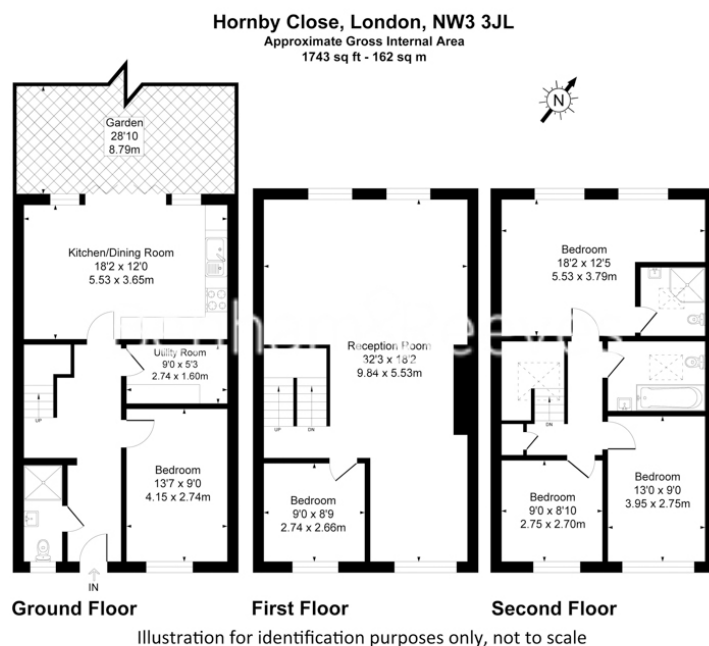 Hornby Close, London, NW3 3JL
Approximate Gross Internal Area
1743 sq ft - 162 sq m
N
Garden
28'10
8.79m
Kitchen/Dining Room
18'2 x 12'0
5.53 x 3.65m
Utility Room
9'0 x 5'3
2.74 x 1.60m
UP
Bedroom
13'7 x 9'0
4.15 x 2.74m
IN
Ground Floor
Reception Room
32'3 x 18'2
9.84 x 5.53m
UP
DN
Bedroom
9'0 x 8'9
2.74 x 2.66m
First Floor
Bedroom
18'2 x 12'5
5.53 x 3.79m
DN
Bedroom
9'0 x 8'10
2.75 x 2.70m
Bedroom
13'0 x 9'0
3.95 x 2.75m
Second Floor
Illustration for identification purposes only, not to scale